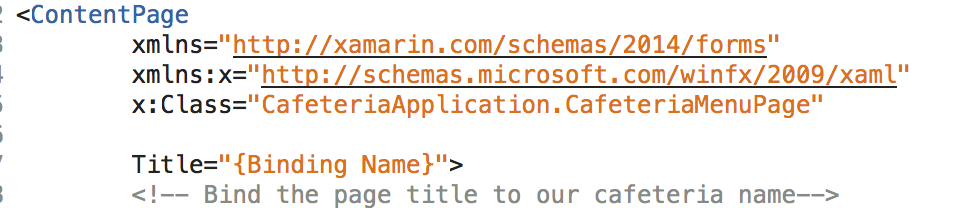 <ContentPage
xmlns="http://xamarin.com/schemas/2014/forms"
xmlns:x="http://schemas.microsoft.com/winfx/2009/xaml"
x:Class="CafeteriaApplication.CafeteriaMenuPage"
Title="{Binding Name}">
<!-- Bind the page title to our cafeteria name-->